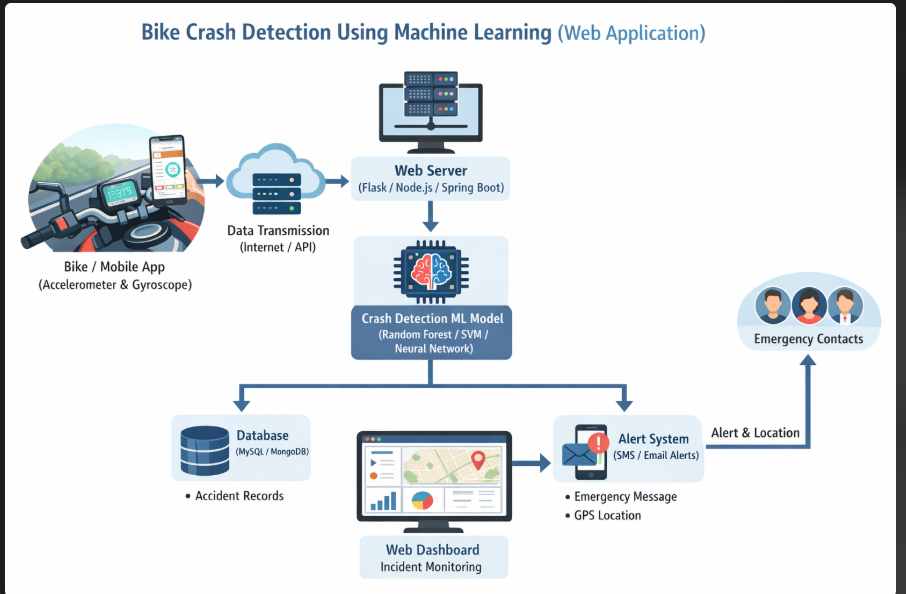 Bike Crash Detection Using Machine Learning (Web Application)
Web Server
(Flask / Node.js / Spring Boot)
Data Transmission
(Internet / API)
Bike / Mobile App
(Accelerometer & Gyroscope)
Crash Detection ML Model
(Random Forest / SVM /
Neural Network)
Emergency Contacts
Database
(MySQL / MongoDB)
• Accident Records
Alert System
(SMS / Email Alerts)
Alert & Location
• Emergency Message
• GPS Location
Web Dashboard
Incident Monitoring